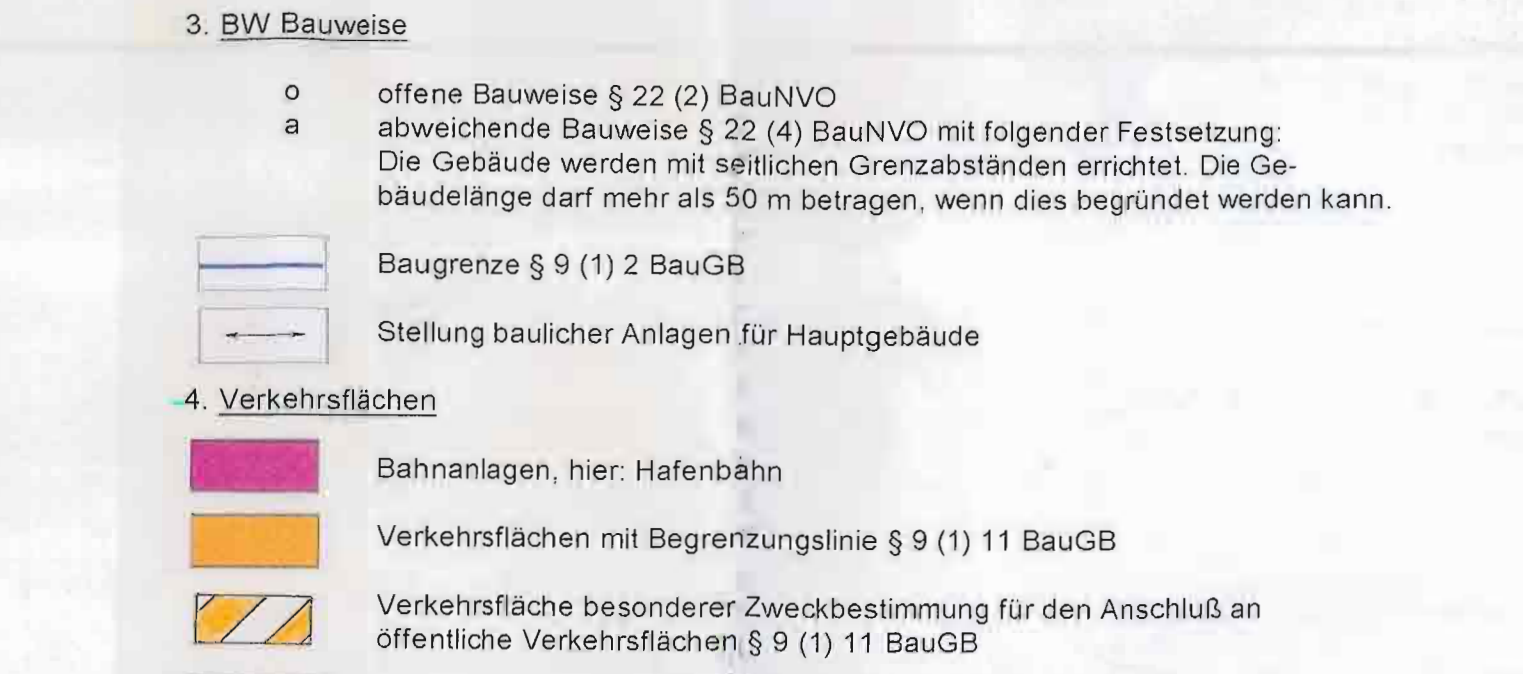 3. BW Bauweise
o offene Bauweise § 22 (2) BauNVO
a abweichende Bauweise § 22 (4) BauNVO mit folgender Festsetzung:
Die Gebäude werden mit seitlichen Grenzabständen errichtet. Die Ge-
bäudelänge darf mehr als 50 m betragen, wenn dies begründet werden kann.
Baugrenze § 9 (1) 2 BauGB
Stellung baulicher Anlagen für Hauptgebäude
4. Verkehrsflächen
Bahnanlagen, hier: Hafenbahn
Verkehrsflächen mit Begrenzungslinie § 9 (1) 11 BauGB
Verkehrsfläche besonderer Zweckbestimmung für den Anschluß an
öffentliche Verkehrsflächen § 9 (1) 11 BauGB